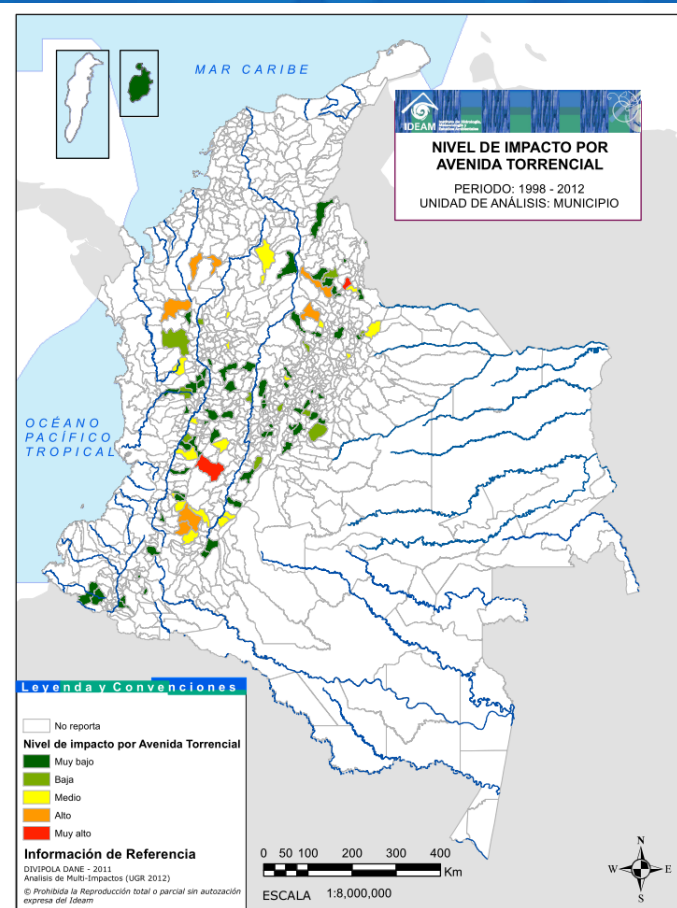 MAR CARIBE
IDEAM
NIVEL DE IMPACTO POR
AVENIDA TORRENCIAL
PERIODO: 1998 - 2012
UNIDAD DE ANÁLISIS: MUNICIPIO
OCÉANO
PACÍFICO
TROPICAL
Leyenda y Convenciones
No reporta
Nivel de impacto por Avenida Torrencial
Muy bajo
Baja
Medio
Alto
Muy alto
Información de Referencia
DIVIPOLA DANE - 2011
Analisis de Multi-Impactos (UGR 2012)
© Prohibida la Reproducción total o parcial sin autozación
expresa del Ideam
0 50 100 200 300 400
Km
ESCALA 1:8,000,000
N
W E
S